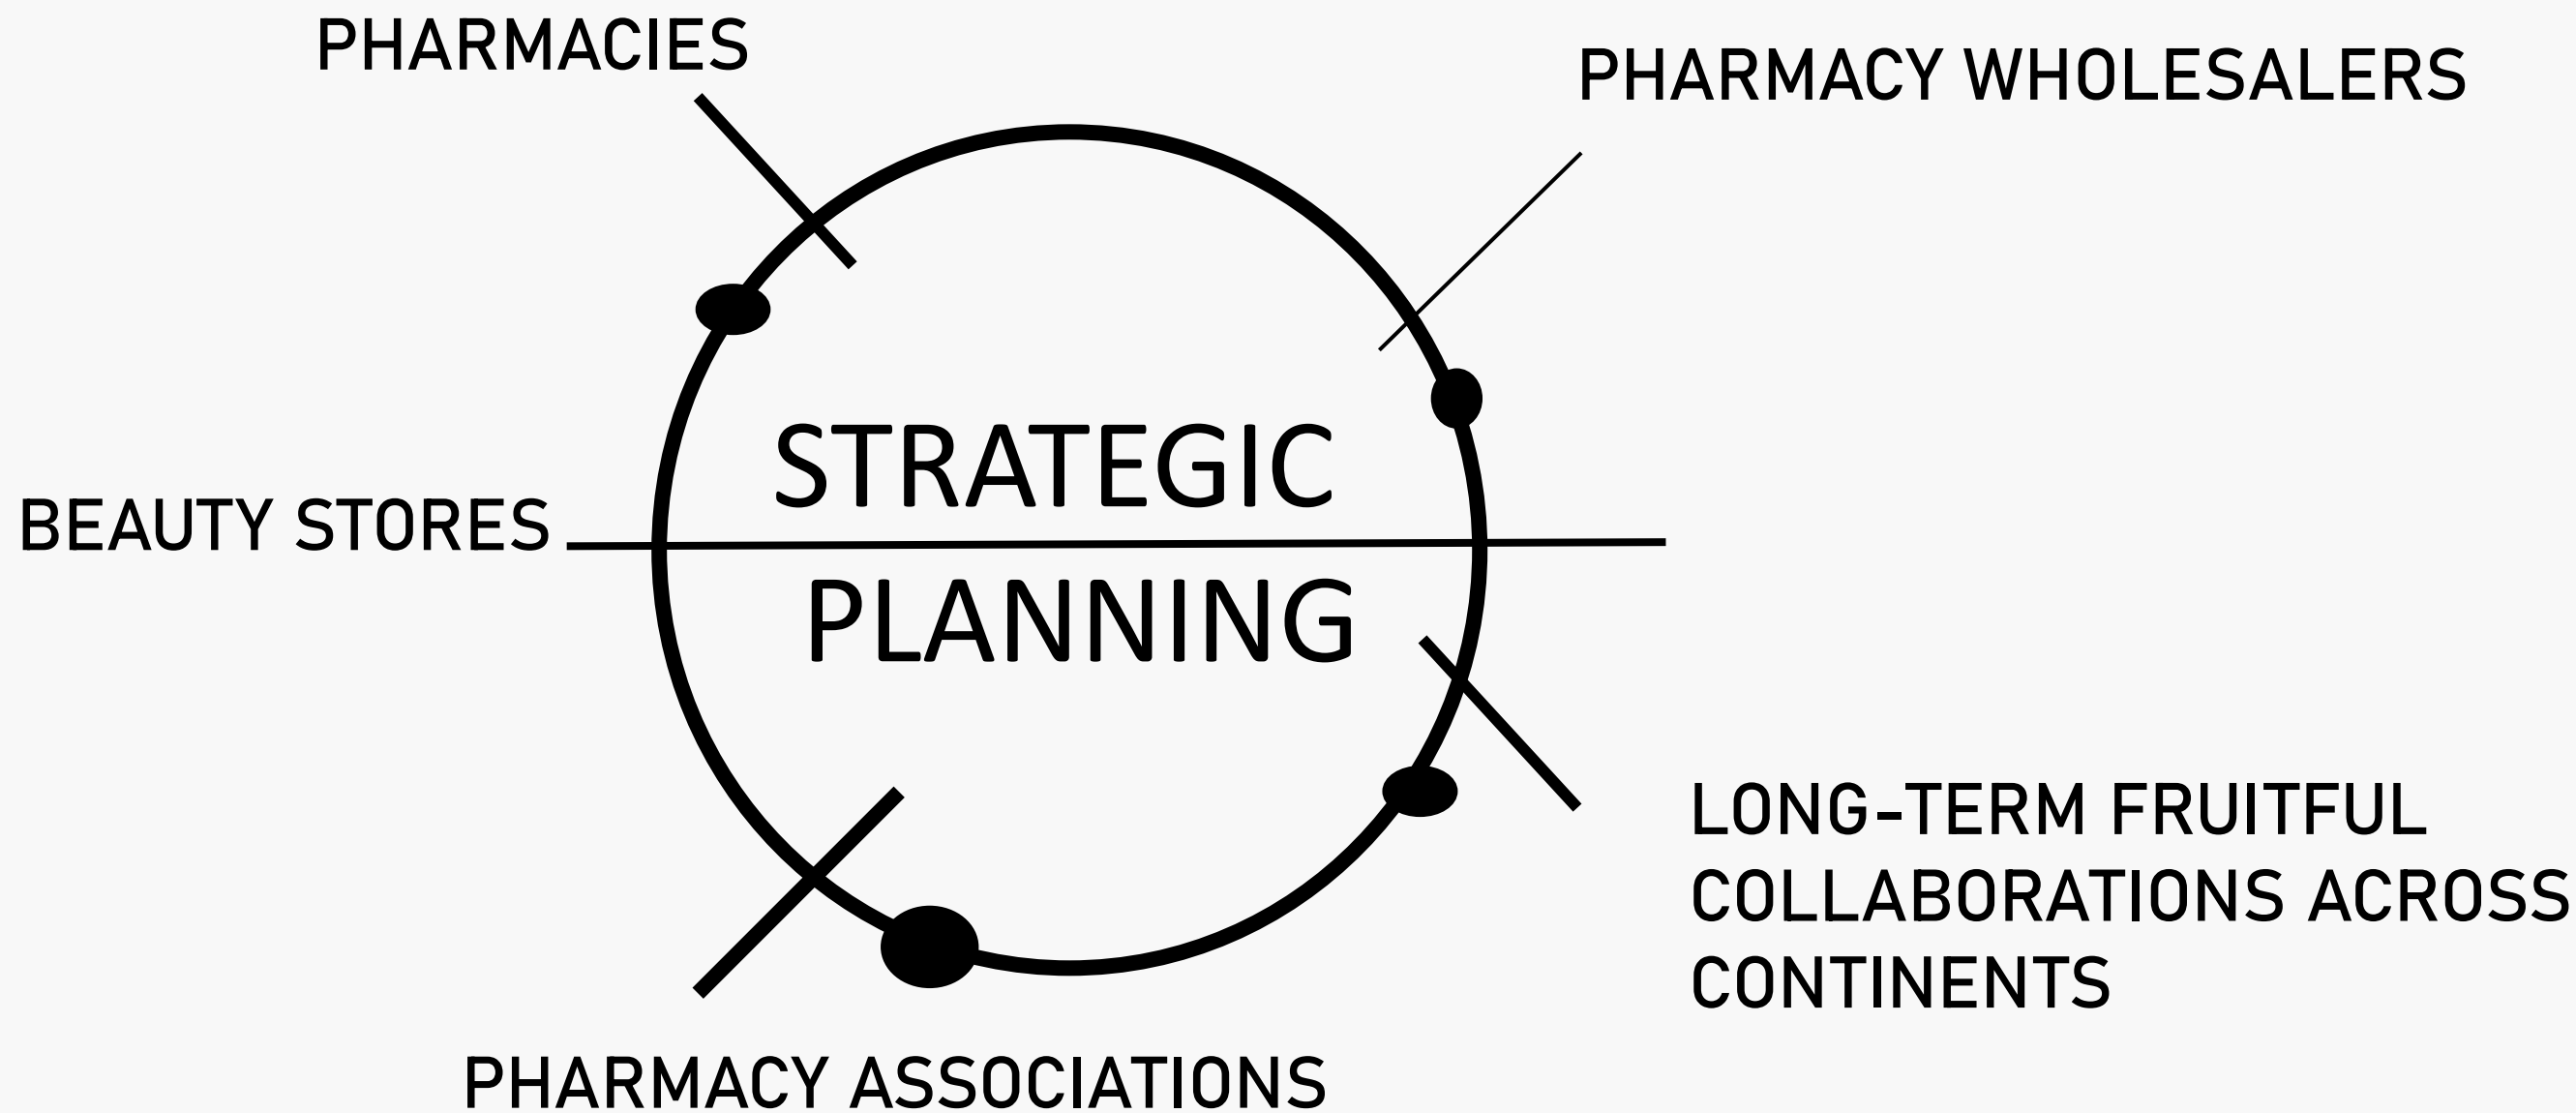 PHARMACIES
PHARMACY WHOLESALERS
STRATEGIC
BEAUTY STORES
PLANNING
LONG-TERM FRUITFUL
COLLABORATIONS ACROSS
CONTINENTS
PHARMACY ASSOCIATIONS